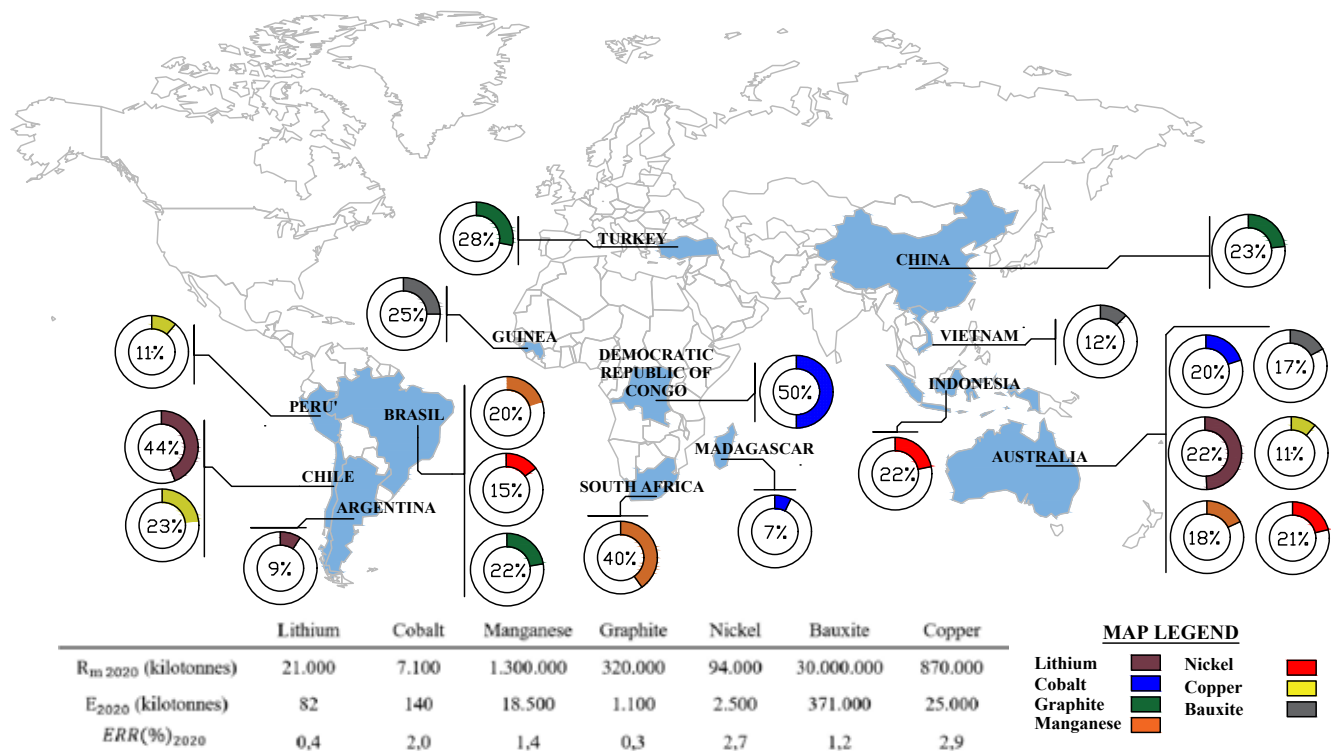 28%
TURKEY
CHINA
23%
25%
GUINEA
VIETNAM
12%
11%
PERU'
BRASIL
DEMOCRATIC
REPUBLIC OF
CONGO
50%
INDONESIA
20%
17%
20%
44%
15%
MADAGASCAR
22%
AUSTRALIA
22%
11%
CHILE
23%
ARGENTINA
9%
22%
SOUTH AFRICA
40%
7%
18%
21%
Lithium Cobalt Manganese Graphite Nickel Bauxite Copper
Rm 2020 (kilotonnes) 21.000 7.100 1.300.000 320.000 94.000 30.000.000 870.000
E2020 (kilotonnes) 82 140 18.500 1.100 2.500 371.000 25.000
ERR(%)2020 0,4 2,0 1,4 0,3 2,7 1,2 2,9
MAP LEGEND
Lithium Nickel
Cobalt Copper
Graphite Bauxite
Manganese